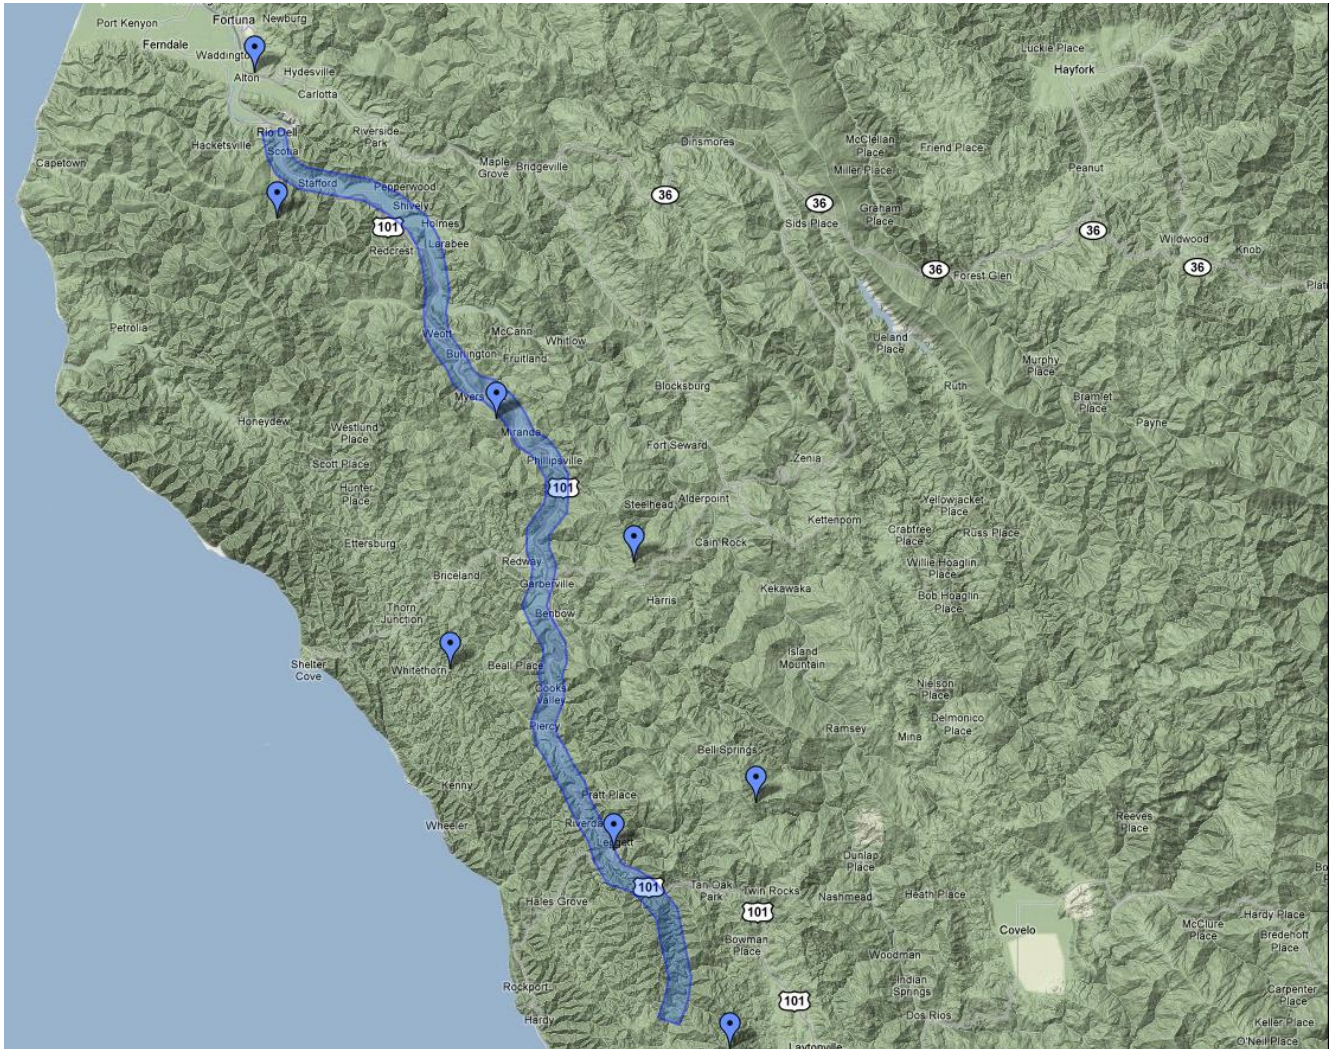 Port Kenyon
Fortuna
Newburg
Ferndale
Waddington
Alton
Hydesville
Carlotta
Luckie Place
Hayfork
Rio Dell
Scotia
Hacketsville
Riverside
Park
Capetown
Stafford
Pepperwood
Shively
Holmes
Larabee
Redcrest
101
Maple
Grove
Bridgeville
Dinsmores
36
McClellan
Place
Miller Place
Friend Place
Peanut
36
Sids Place
Graham
Place
36
Forest Glen
36
Wildwood
Knob
36
Petrolia
Weott
McCann
Whitlow
Burlington
Fruitland
Ueland
Place
Murphy
Place
Ruth
Blocksburg
Bramlet
Place
Payne
Myers
Miranda
Honeydew
Westlund
Place
Scott Place
Hunter
Place
Phillipsville
101
Fort Seward
Zenia
Steelhead
Alderpoint
Kettenpom
Yellowjacket
Place
Crabtree
Place
Russ Place
Ettersburg
Cain Rock
Redway
Willie Hoaglin
Place
Briceland
Garberville
Harris
Kekawaka
Bob Hoaglin
Place
Thorn
Junction
Benbow
Shelter
Cove
Whitethorn
Beall Place
Island
Mountain
Cooks
Valley
Nielson
Place
Piercy
Delmonico
Place
Ramsey
Mina
Bell Springs
Kenny
Pratt Place
Wheeler
Leggett
Reeves
Place
Dunlap
Place
101
Tan Oak
Park
Twin Rocks
Nashmead
Heath Place
Hales Grove
101
Covelo
McClure
Place
Hardy Place
Bredehoft
Place
Bowman
Place
Woodman
Rockport
101
Indian
Springs
Carpenter
Place
Dos Rios
Hardy
Keller Place
O'Neil Place
Laytonville